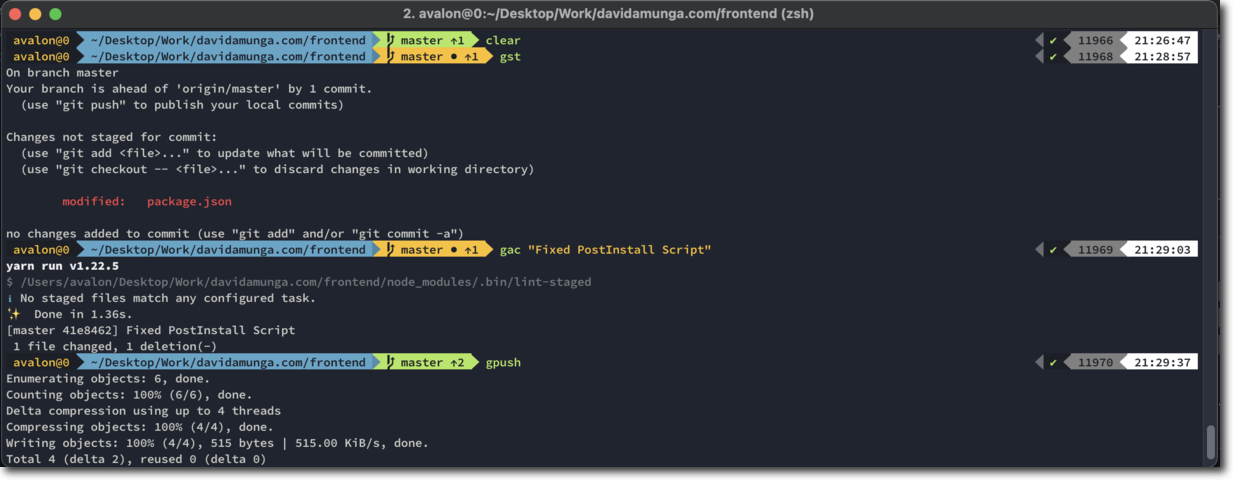 2. avalon@0:~/Desktop/Work/davidamunga.com/frontend (zsh)
avalon@0 ~/Desktop/Work/davidamunga.com/frontend master ↑1 clear ✔ 11966 21:26:47
avalon@0 ~/Desktop/Work/davidamunga.com/frontend master ● ↑1 gst ✔ 11968 21:28:57
On branch master
Your branch is ahead of 'origin/master' by 1 commit.
(use "git push" to publish your local commits)
Changes not staged for commit:
(use "git add <file>..." to update what will be committed)
(use "git checkout -- <file>..." to discard changes in working directory)
modified: package.json
no changes added to commit (use "git add" and/or "git commit -a")
avalon@0 ~/Desktop/Work/davidamunga.com/frontend master ● ↑1 gac "Fixed PostInstall Script" ✔ 11969 21:29:03
yarn run v1.22.5
$ /Users/avalon/Desktop/Work/davidamunga.com/frontend/node_modules/.bin/lint-staged
ℹ No staged files match any configured task.
✨ Done in 1.36s.
[master 41e8462] Fixed PostInstall Script
1 file changed, 1 deletion(-)
avalon@0 ~/Desktop/Work/davidamunga.com/frontend master ↑2 gpush ✔ 11970 21:29:37
Enumerating objects: 6, done.
Counting objects: 100% (6/6), done.
Delta compression using up to 4 threads
Compressing objects: 100% (4/4), done.
Writing objects: 100% (4/4), 515 bytes | 515.00 KiB/s, done.
Total 4 (delta 2), reused 0 (delta 0)